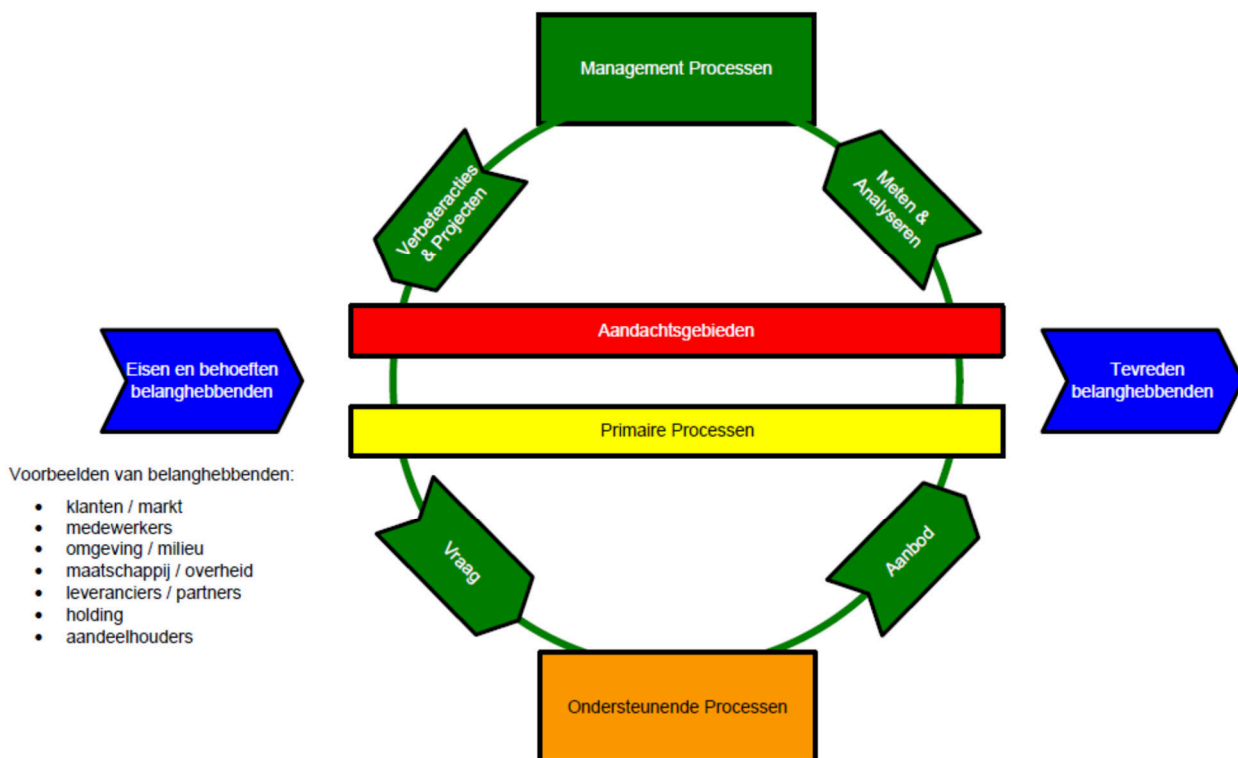 Management Processen
Verbeteracties
& Projecten
Meten &
Analyseren
Aandachtsgebieden
Eisen en behoeften
belanghebbenden
Tevreden
belanghebbenden
Primaire Processen
Voorbeelden van belanghebbenden:
• klanten / markt
• medewerkers
• omgeving / milieu
• maatschappij / overheid
• leveranciers / partners
• holding
• aandeelhouders
Vraag
Aanbod
Ondersteunende Processen